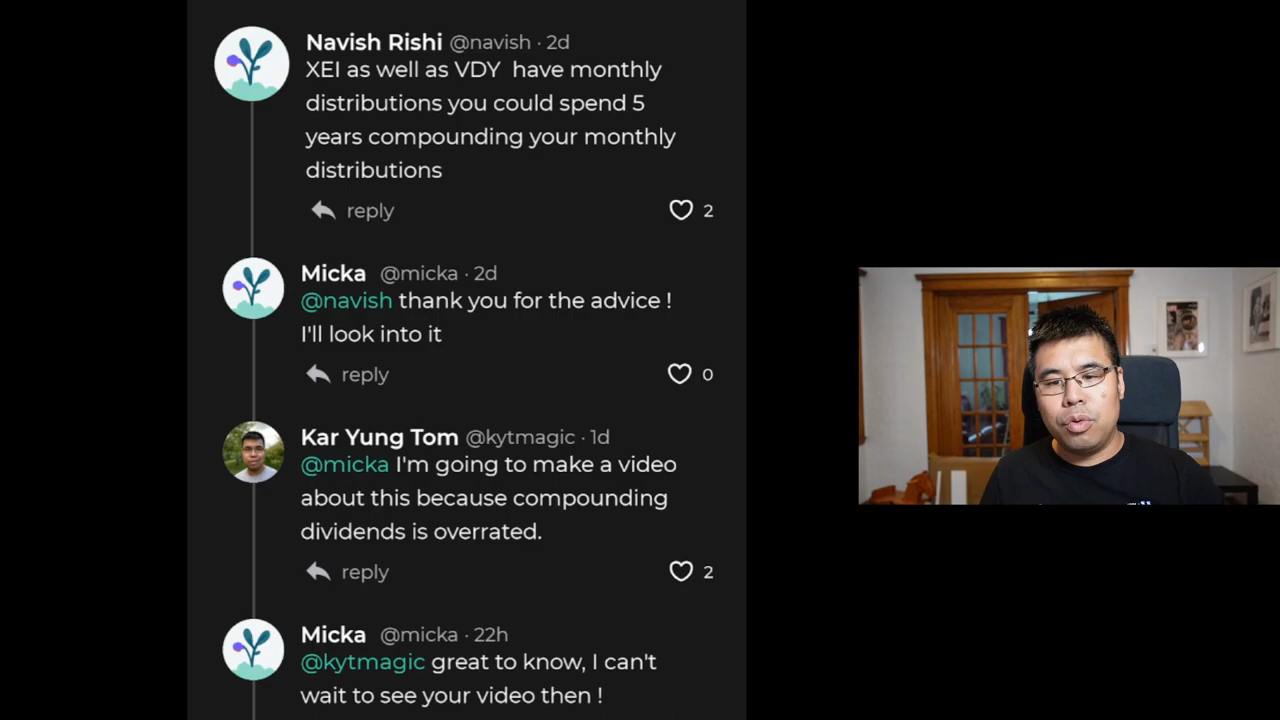 Navish Rishi @navish · 2d
XEI as well as VDY have monthly
distributions you could spend 5
years compounding your monthly
distributions
reply 2
Micka @micka · 2d
@navish thank you for the advice !
I'll look into it
reply 0
Kar Yung Tom @kytmagic · 1d
@micka I'm going to make a video
about this because compounding
dividends is overrated.
reply 2
Micka @micka · 22h
@kytmagic great to know, I can't
wait to see your video then !